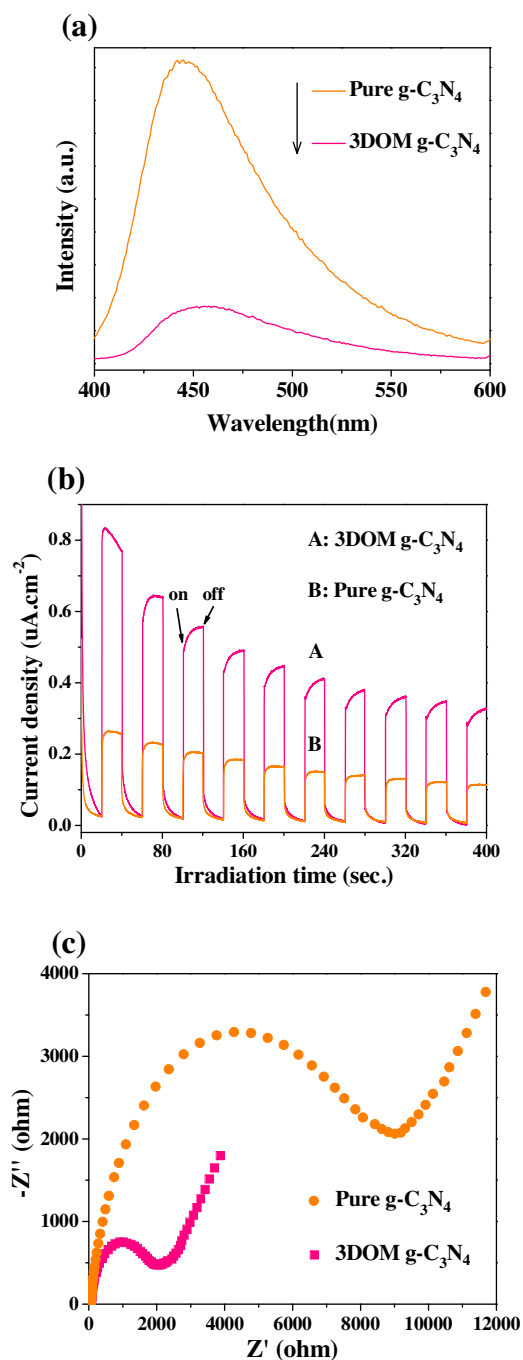 (a)
Pure g-C₃N₄
3DOM g-C₃N₄
Intensity (a.u.)
400 450 500 550 600
Wavelength(nm)
(b)
0.8
0.6
0.4
0.2
0.0
A: 3DOM g-C₃N₄
B: Pure g-C₃N₄
on off
A
B
Current density (uA.cm⁻²)
0 80 160 240 320 400
Irradiation time (sec.)
(c)
4000
3000
2000
1000
0
-Z'' (ohm)
Pure g-C₃N₄
3DOM g-C₃N₄
0 2000 4000 6000 8000 10000 12000
Z' (ohm)